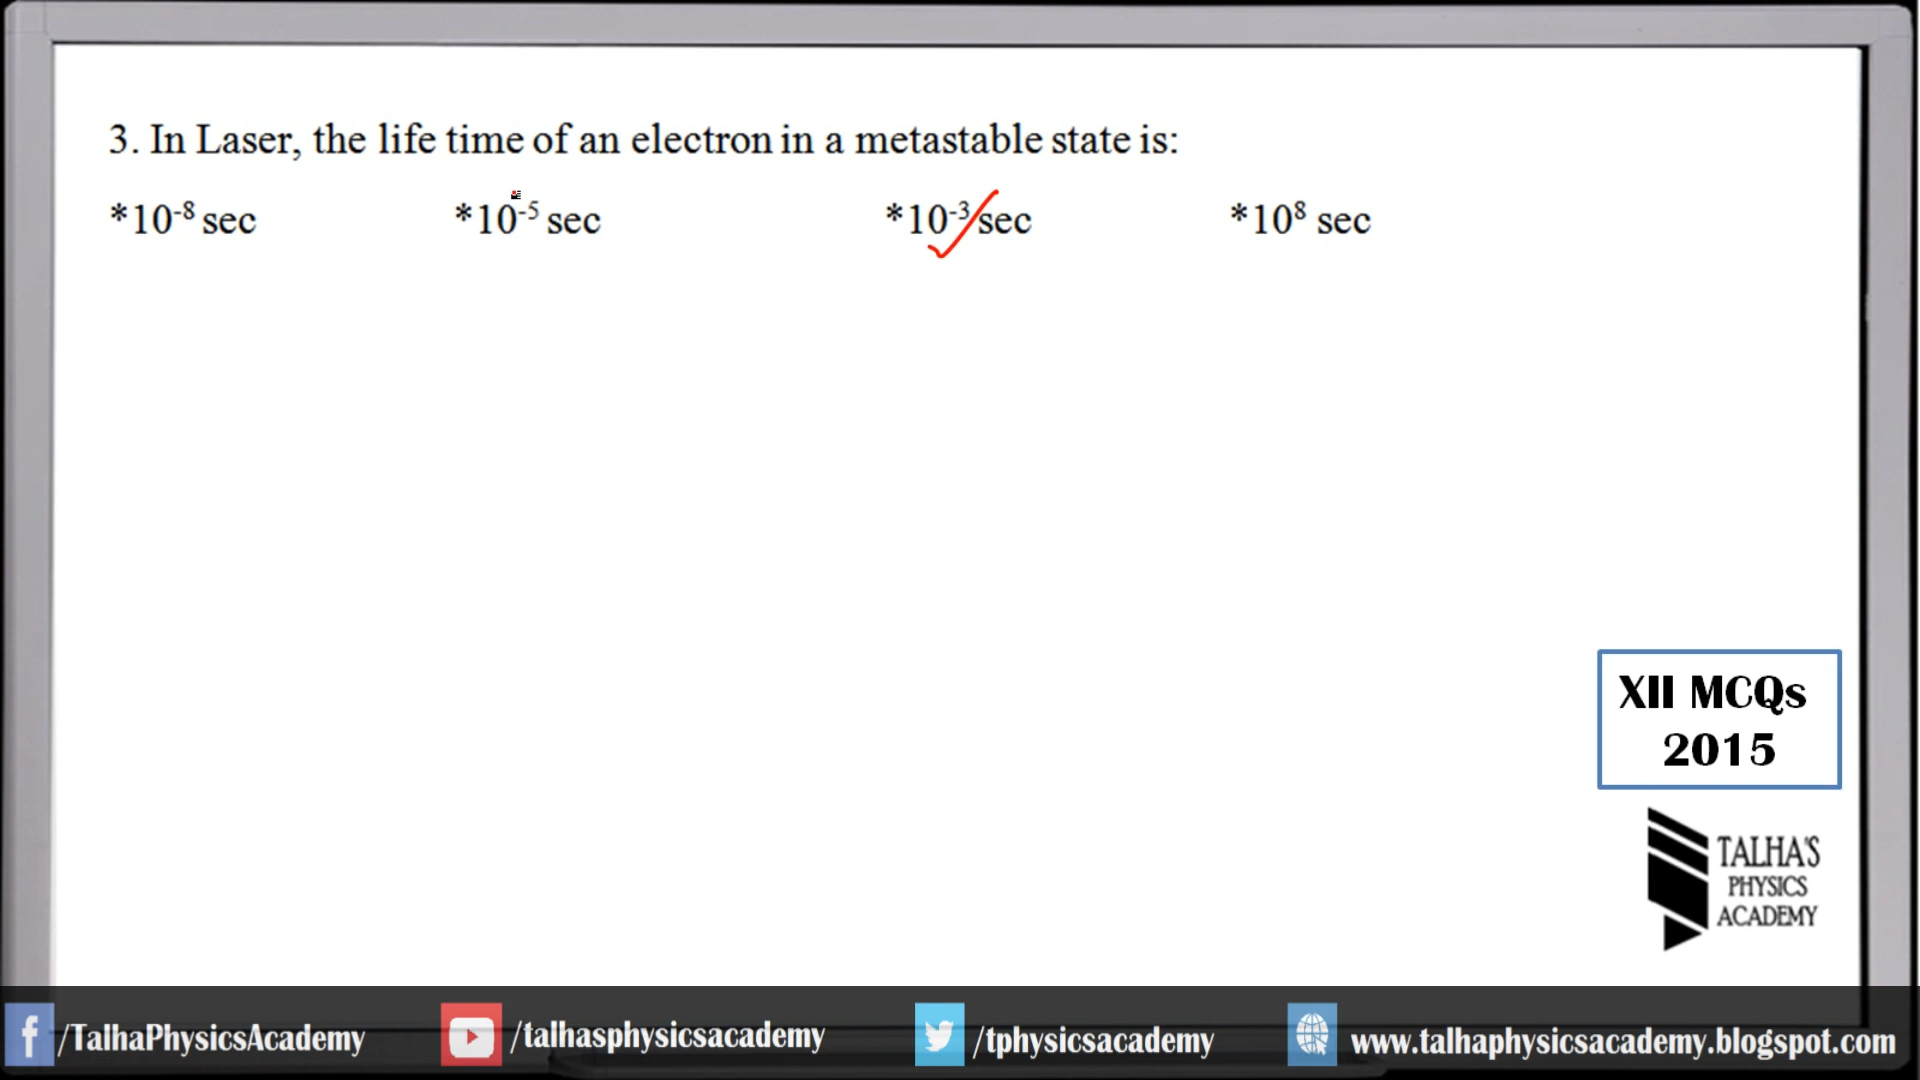 3. In Laser, the life time of an electron in a metastable state is:
*10⁻⁸ sec *10⁻⁵ sec *10⁻³ sec *10⁸ sec
XII MCQs
2015
TALHA'S
PHYSICS
ACADEMY
/TalhaPhysicsAcademy /talhasphysicsacademy /tphysicsacademy www.talhaphysicsacademy.blogspot.com